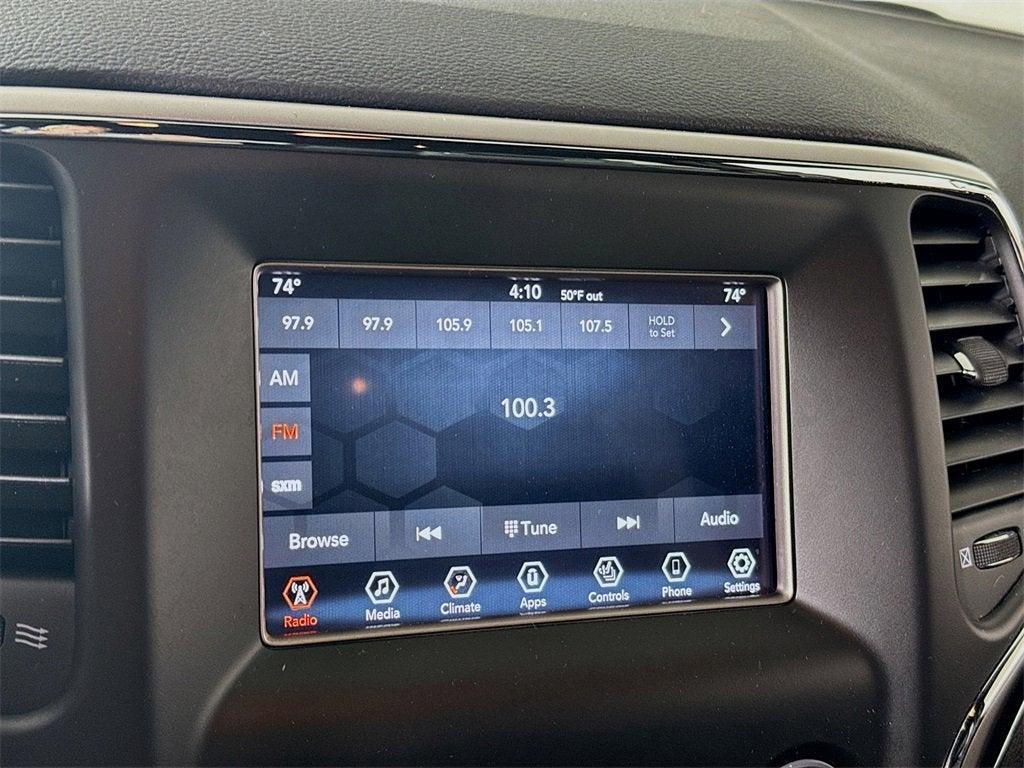 74° 4:10 50°F out 74°
97.9 97.9 105.9 105.1 107.5 HOLD
to Set
AM
100.3
FM
sxm
Browse Tune Audio
Radio Media Climate Apps Controls Phone Settings